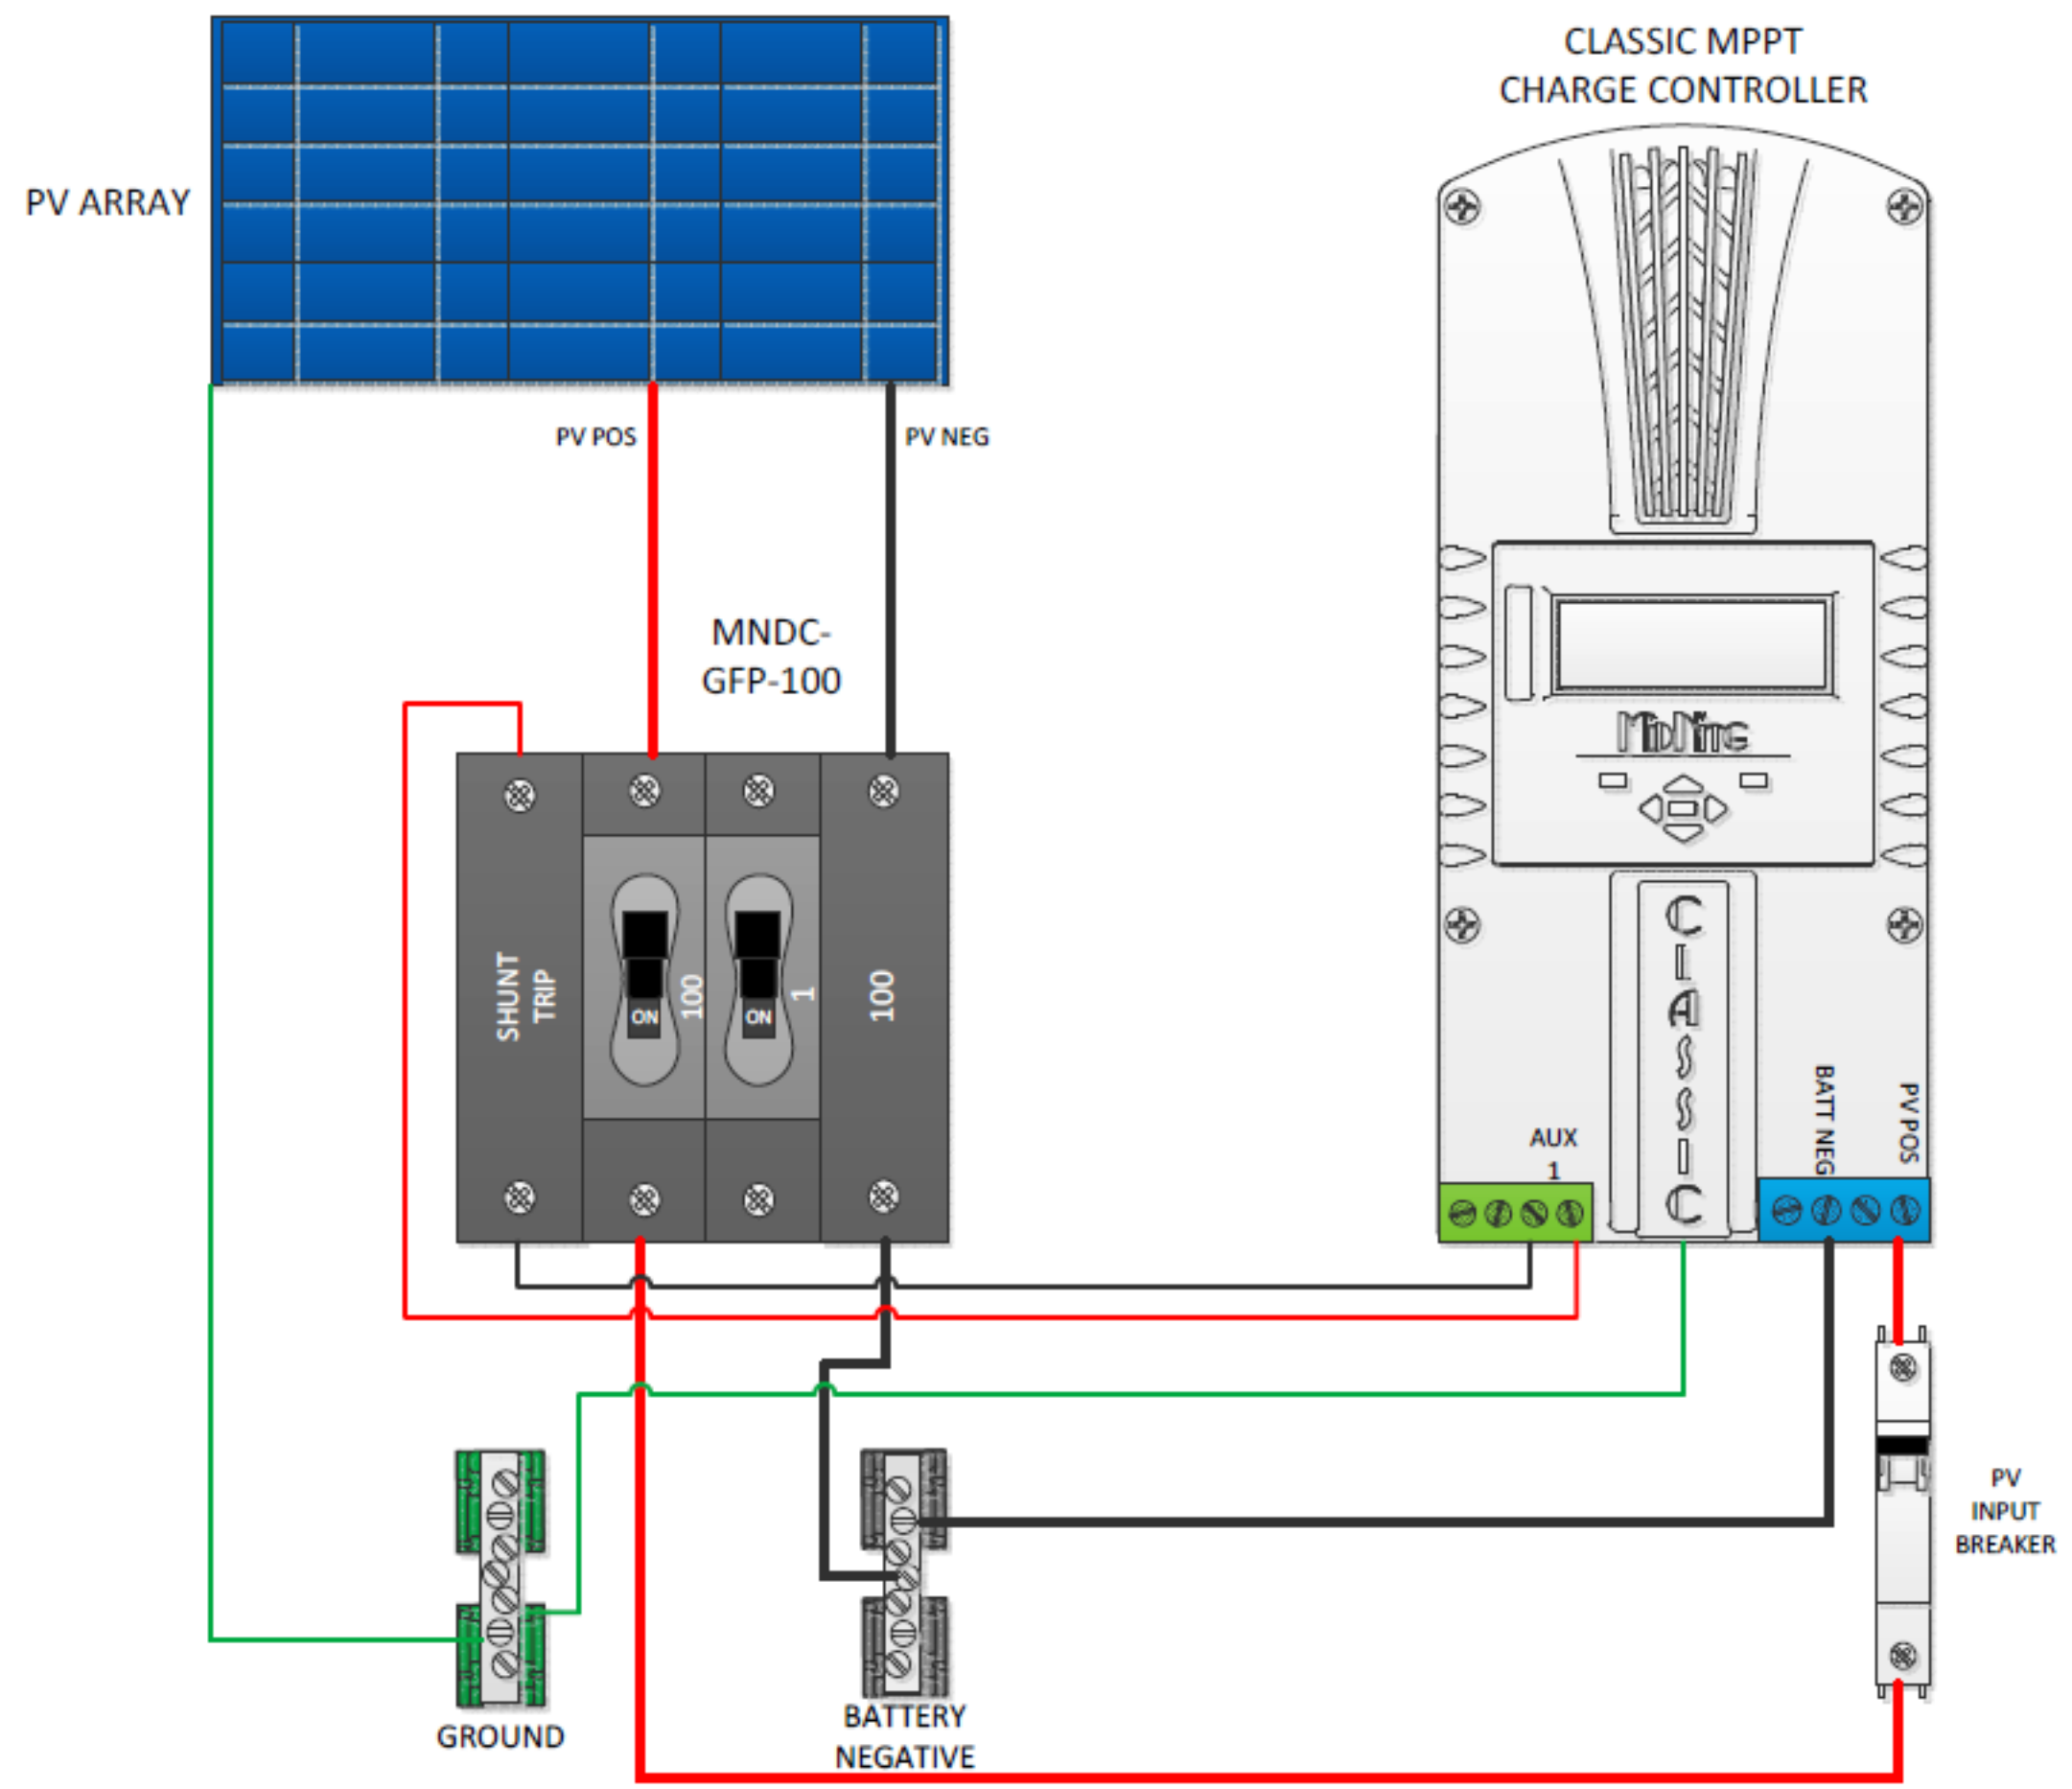 CLASSIC MPPT
CHARGE CONTROLLER
PV ARRAY
PV POS
PV NEG
MNDC-
GFP-100
MIDNITE
SHUNT
TRIP
100
ON
1
ON
100
CLASSIC
AUX
1
BATT NEG
PV POS
PV
INPUT
BREAKER
GROUND
BATTERY
NEGATIVE